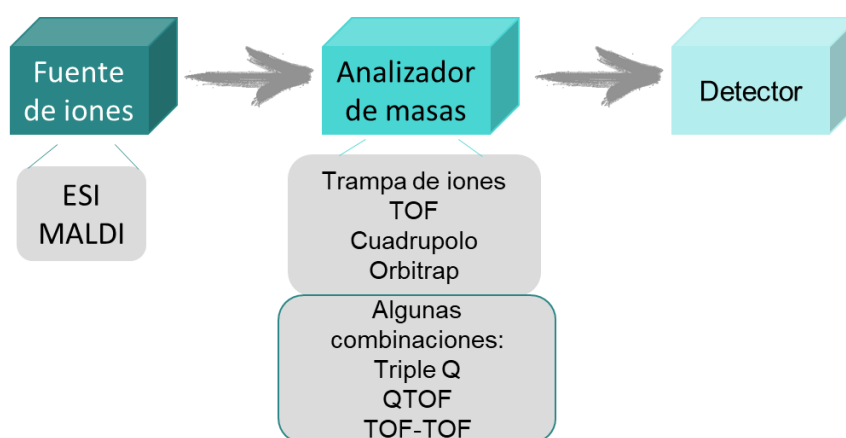 Fuente
de iones
Analizador
de masas
Detector
ESI
MALDI
Trampa de iones
TOF
Cuadrupolo
Orbitrap
Algunas
combinaciones:
Triple Q
QTOF
TOF-TOF